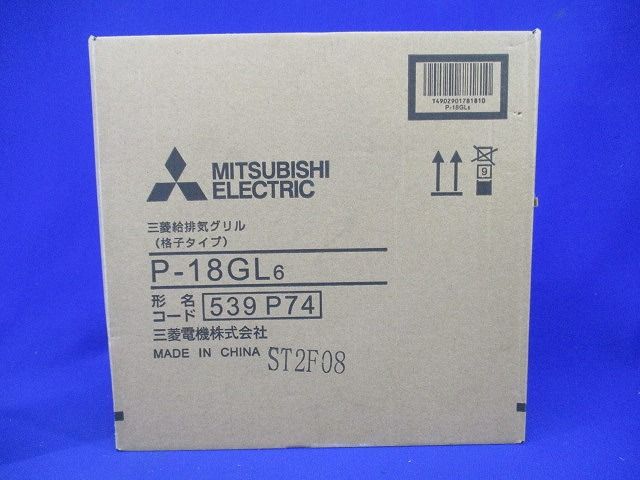 T4902901781810
P-18GL6
MITSUBISHI
ELECTRIC
9
三菱給排気グリル
(格子タイプ)
P-18GL6
形名
コード 539 P74
三菱電機株式会社
MADE IN CHINA ST2F08